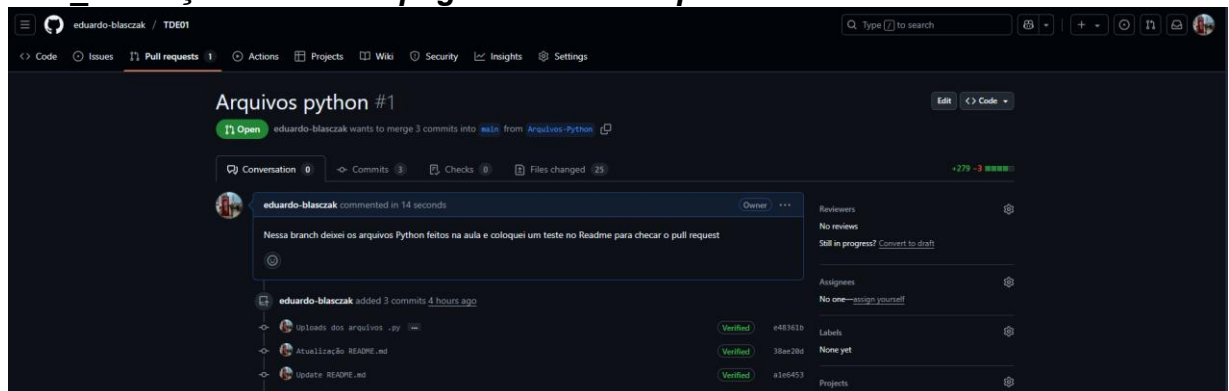 eduardo-blasczak / TDE01
Type / to search
Code Issues Pull requests 1 Actions Projects Wiki Security Insights Settings
Arquivos python #1
Edit <> Code
Open eduardo-blasczak wants to merge 3 commits into main from Arquivos-Python
Conversation 0 Commits 3 Checks 0 Files changed 25 +279 -3
eduardo-blasczak commented in 14 seconds Owner ...
Nessa branch deixei os arquivos Python feitos na aula e coloquei um teste no Readme para checar o pull request
Reviewers
No reviews
Still in progress? Convert to draft
eduardo-blasczak added 3 commits 4 hours ago
Assignees
No one—assign yourself
Uploads dos arquivos .py ... Verified e48361b
Atualização README.md Verified 38ae20d
Update README.md Verified a1e6453
Labels
None yet
Projects